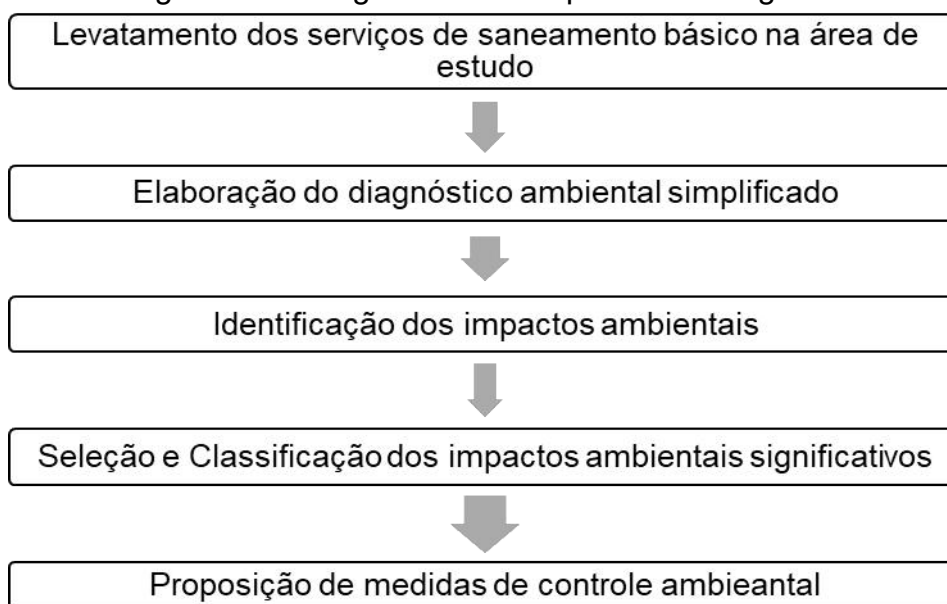 Levatamento dos serviços de saneamento básico na área de
estudo
Elaboração do diagnóstico ambiental simplificado
Identificação dos impactos ambientais
Seleção e Classificação dos impactos ambientais significativos
Proposição de medidas de controle ambieantal